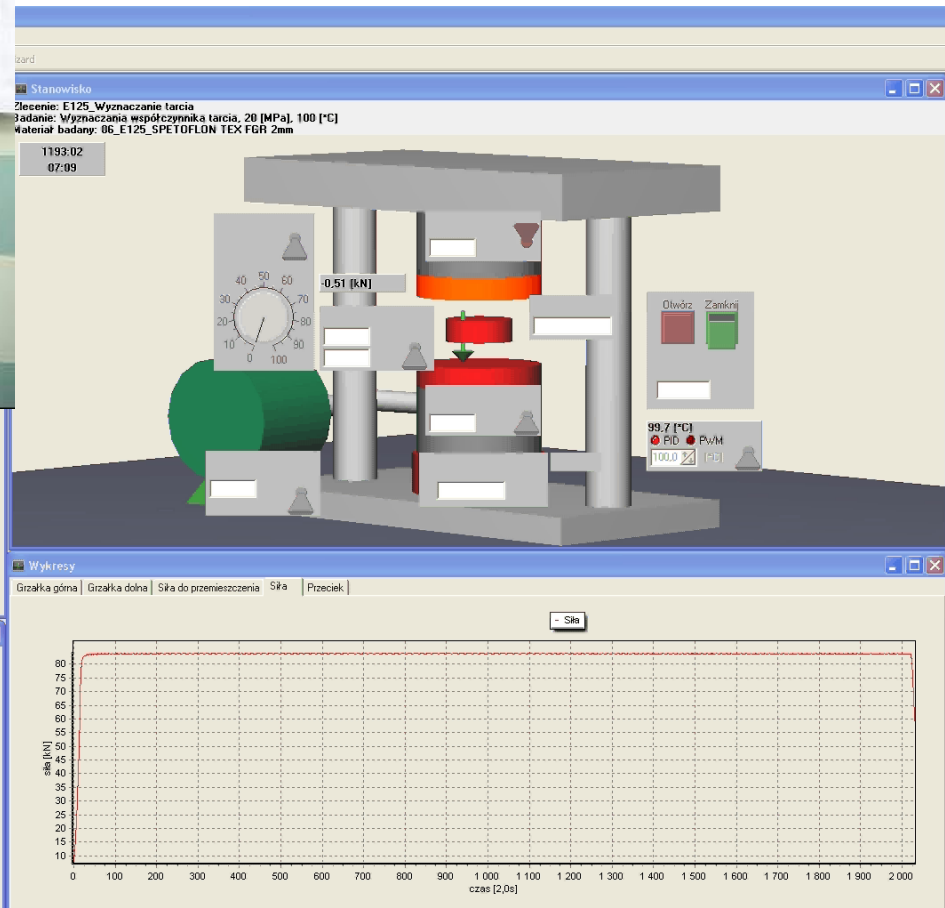 zard
Stanowisko
Zlecenie: E125_Wyznaczanie tarcia
Badanie: Wyznaczania współczynnika tarcia, 20 [MPa], 100 [°C]
Materiał badany: 06_E125_SPETOFLON TEX FGR 2mm
1193:02
07:09
0 10 20 30 40 50 60 70 80 90 100
-0,51 [kN]
Otwórz Zamknij
99,7 [°C]
PID PWM
100,0 [°C]
Wykresy
Grzałka górna Grzałka dolna Siła do przemieszczenia Siła Przeciek
- Siła
siła [kN]
80
75
70
65
60
55
50
45
40
35
30
25
20
15
10
0 100 200 300 400 500 600 700 800 900 1 000 1 100 1 200 1 300 1 400 1 500 1 600 1 700 1 800 1 900 2 000
czas [2,0s]